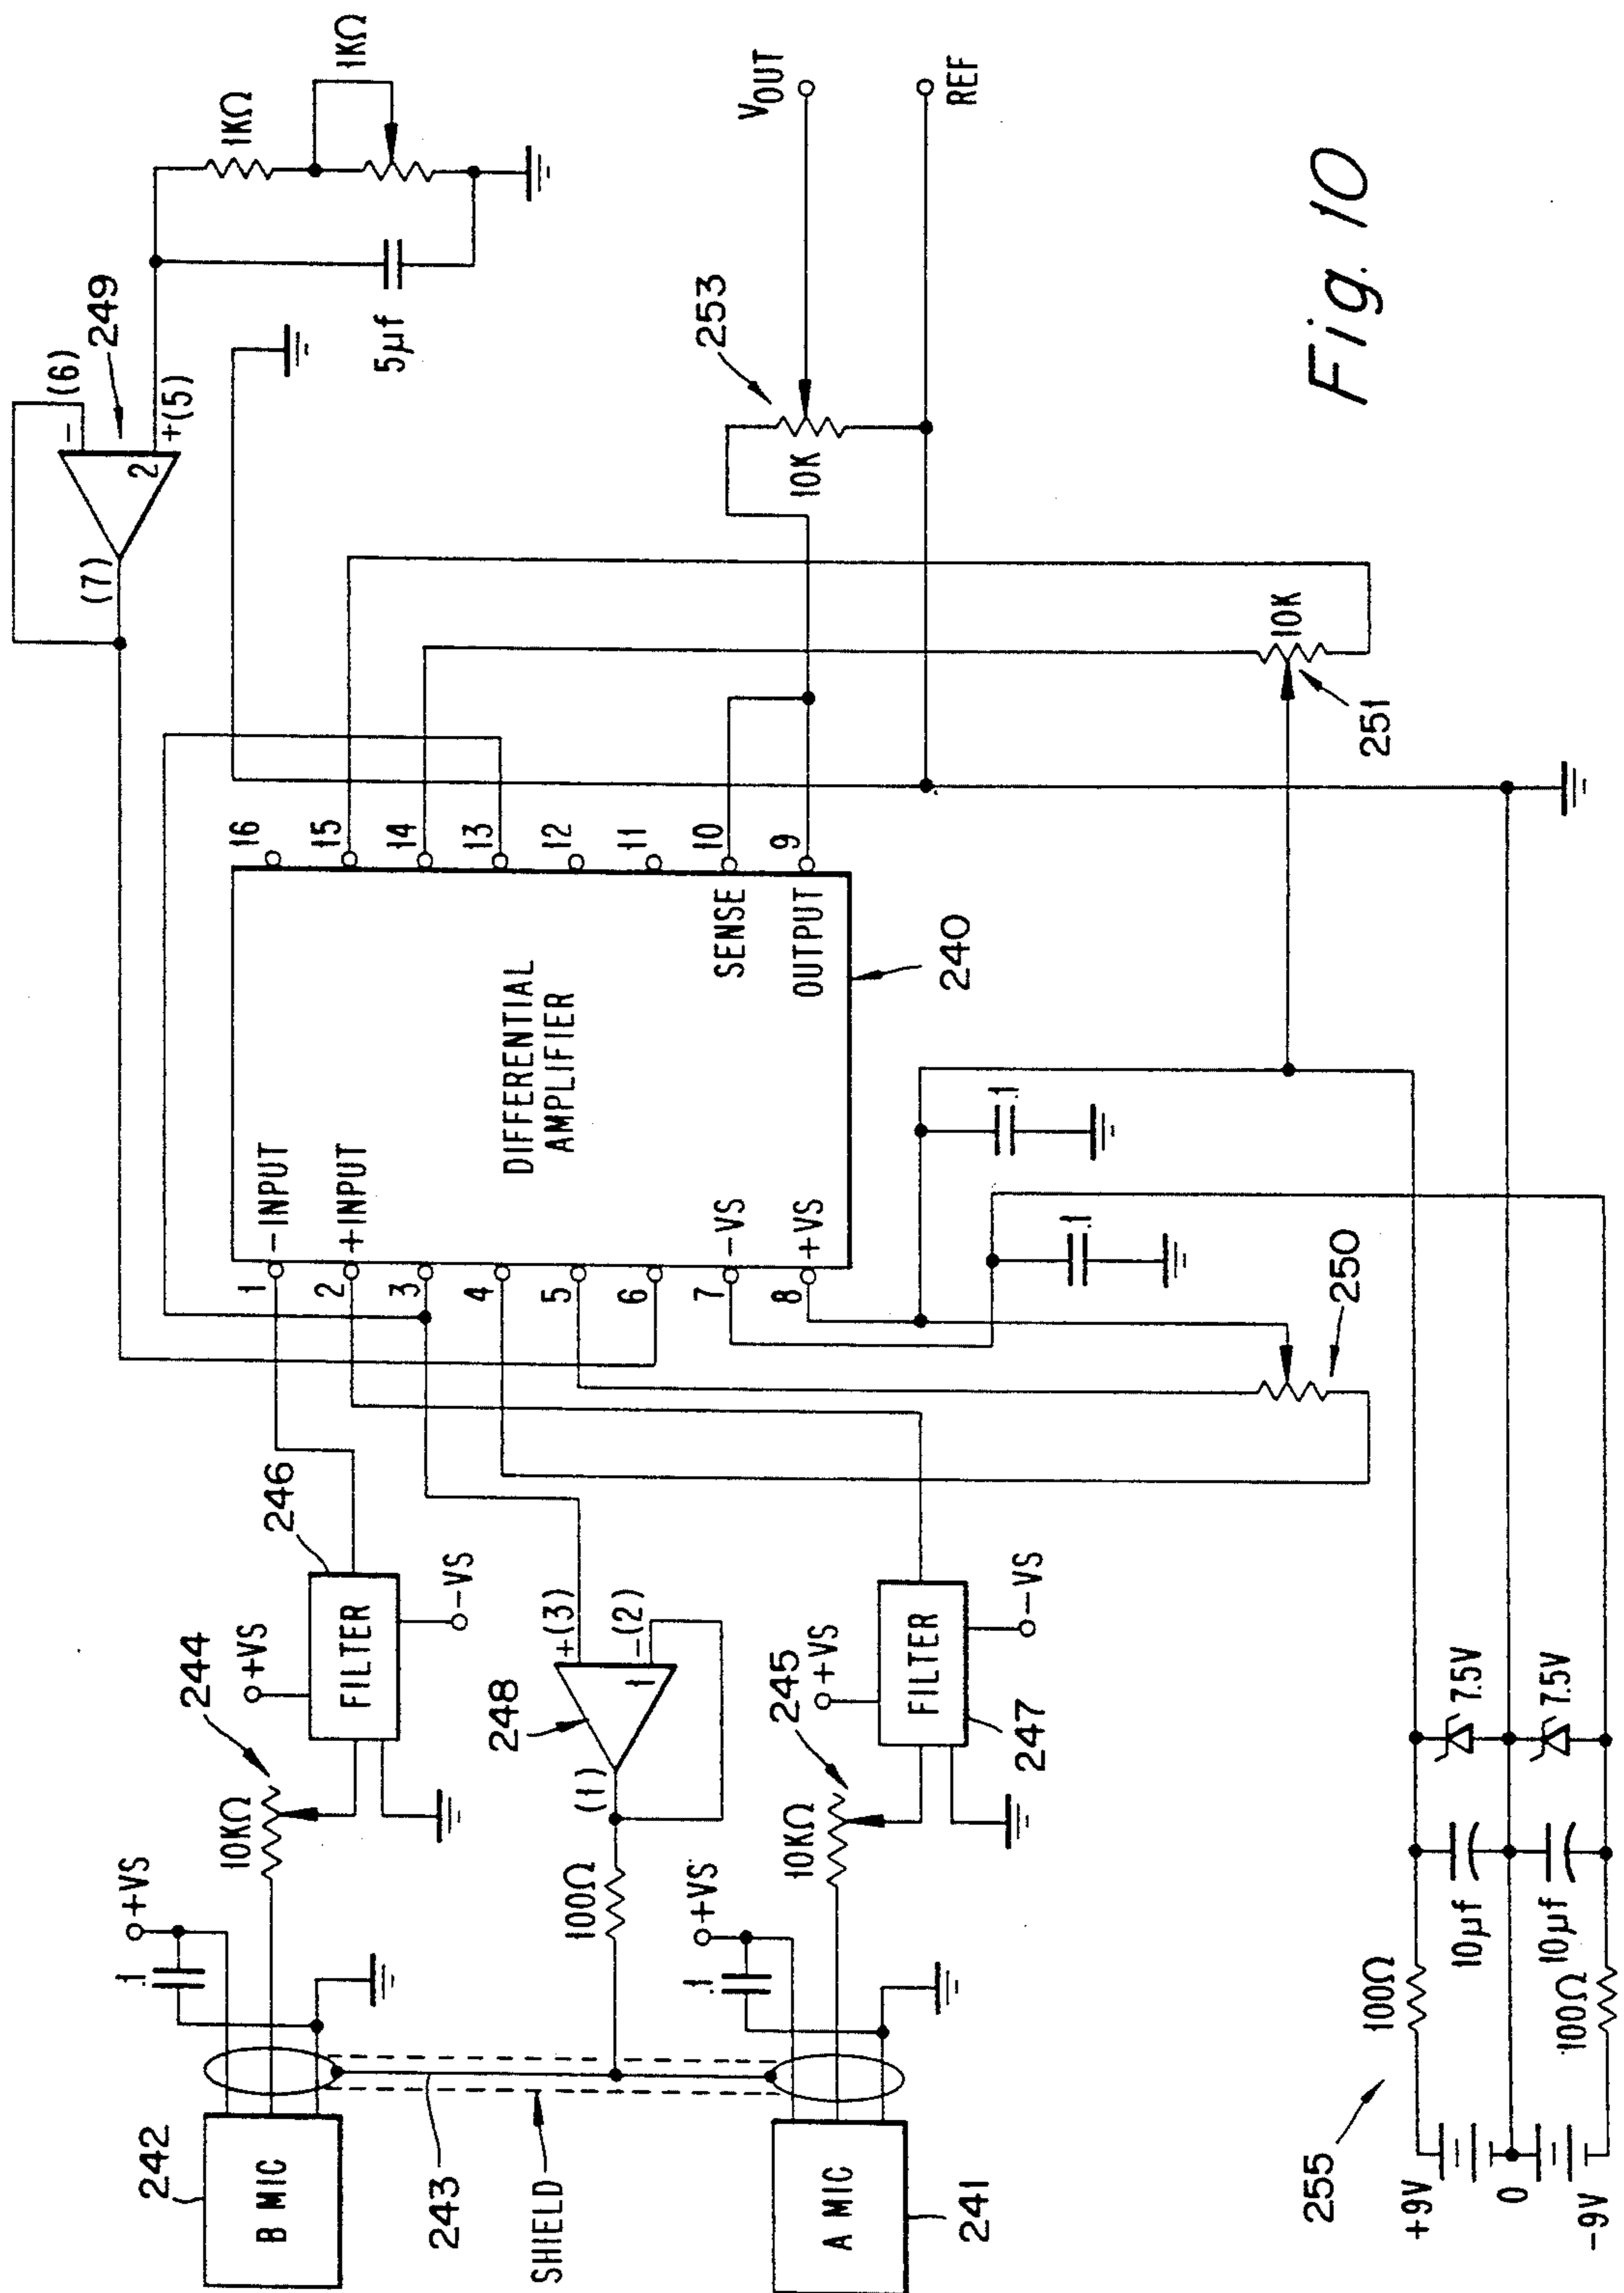 242
B MIC
.1
+VS
10KΩ
244
+VS
FILTER
246
-VS
243
SHIELD
100Ω
(1)
248
+(3)
-(2)
1
A MIC
241
.1
+VS
10KΩ
245
+VS
FILTER
247
-VS
1
2
3
4
5
6
7
8
-INPUT
+INPUT
-VS
+VS
DIFFERENTIAL
AMPLIFIER
SENSE
OUTPUT
16
15
14
13
12
11
10
9
240
(7)
2
-(6)
+(5)
249
1KΩ
1KΩ
5µf
253
10K
VOUT
REF
10K
251
.1
.1
250
255
+9V
0
-9V
100Ω
100Ω
10µf
10µf
7.5V
7.5V
Fig. 10